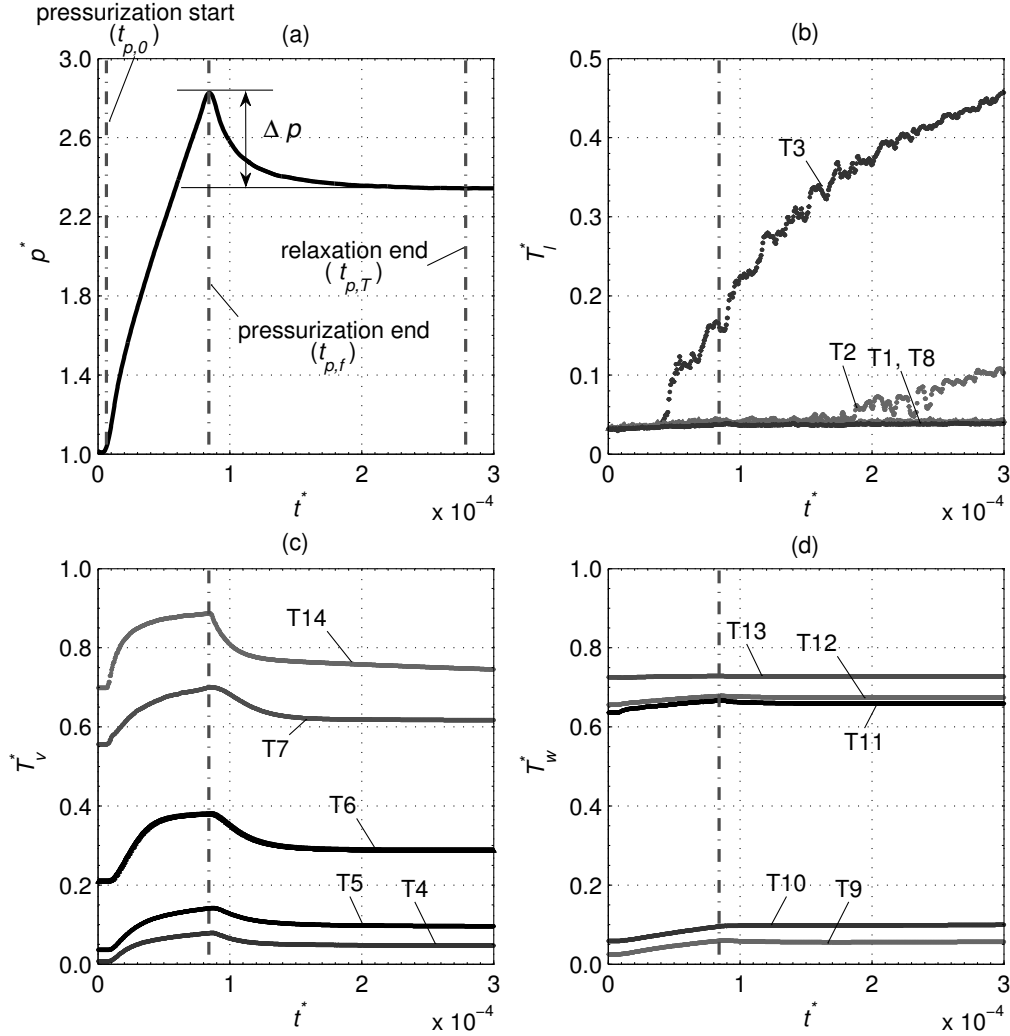 pressurization start
(t_{p,0})
(a)
3.0
2.6
2.2
1.8
1.4
1.0
p^*
Δ p
relaxation end
(t_{p,T})
pressurization end
(t_{p,f})
0 1 2 3
t^*
x 10^{-4}
(b)
0.5
0.4
0.3
0.2
0.1
0
T_l^*
T3
T2 T1, T8
0 1 2 3
t^*
x 10^{-4}
(c)
1.0
0.8
0.6
0.4
0.2
0.0
T_v^*
T14
T7
T6
T5 T4
0 1 2 3
t^*
x 10^{-4}
(d)
1.0
0.8
0.6
0.4
0.2
0.0
T_w^*
T13
T12
T11
T10 T9
0 1 2 3
t^*
x 10^{-4}